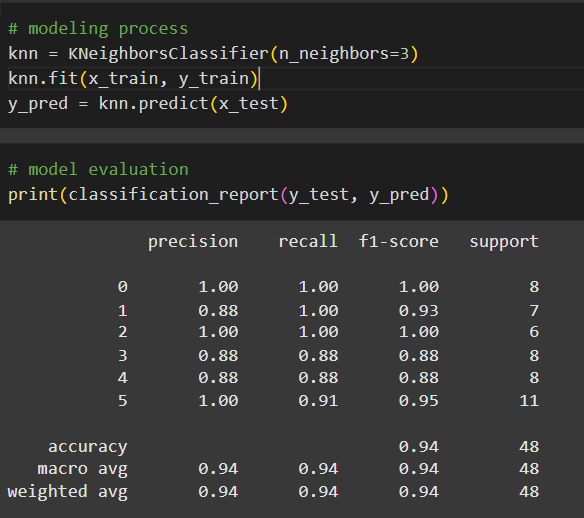 # modeling process
knn = KNeighborsClassifier(n_neighbors=3)
knn.fit(x_train, y_train)
y_pred = knn.predict(x_test)
# model evaluation
print(classification_report(y_test, y_pred))
precision recall f1-score support
0 1.00 1.00 1.00 8
1 0.88 1.00 0.93 7
2 1.00 1.00 1.00 6
3 0.88 0.88 0.88 8
4 0.88 0.88 0.88 8
5 1.00 0.91 0.95 11
accuracy 0.94 48
macro avg 0.94 0.94 0.94 48
weighted avg 0.94 0.94 0.94 48